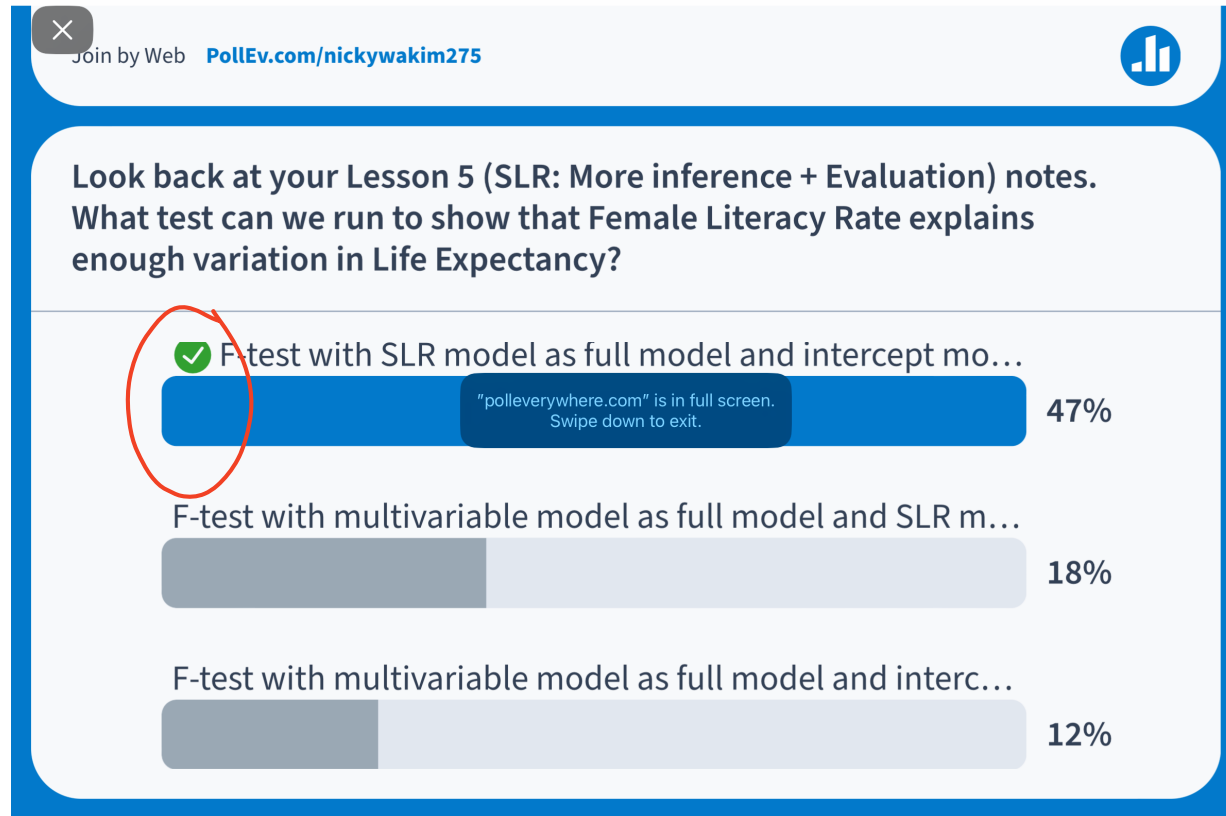 Join by Web PollEv.com/nickywakim275
Look back at your Lesson 5 (SLR: More inference + Evaluation) notes.
What test can we run to show that Female Literacy Rate explains
enough variation in Life Expectancy?
F-test with SLR model as full model and intercept mo...
"polleverywhere.com" is in full screen.
Swipe down to exit.
47%
F-test with multivariable model as full model and SLR m...
18%
F-test with multivariable model as full model and interc...
12%